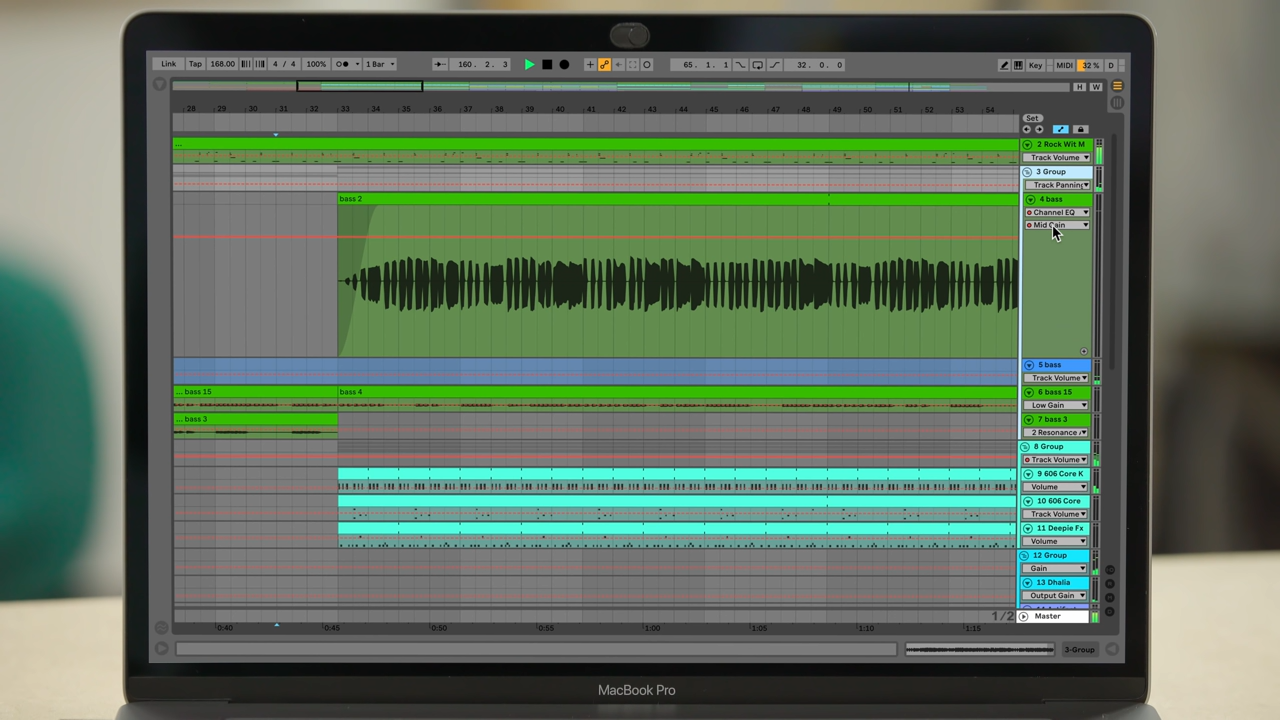 Link Tap 168.00 4 / 4 100% 1 Bar 160. 2. 3 65. 1. 1 32. 0. 0 Key MIDI 32 % D
H W
28 29 30 31 32 33 34 35 36 37 38 39 40 41 42 43 44 45 46 47 48 49 50 51 52 53 54
Set
... 2 Rock Wit M
Track Volume
3 Group
Track Panning
bass 2 4 bass
Channel EQ
Mid Gain
5 bass
Track Volume
... bass 15 bass 4 6 bass 15
Low Gain
... bass 3 7 bass 3
2 Resonance
8 Group
Track Volume
9 606 Core K
Volume
10 606 Core
Track Volume
11 Deepie Fx
Volume
12 Group
Gain
13 Dhalia
Output Gain
1/2 Master
0:40 0:45 0:50 0:55 1:00 1:05 1:10 1:15
3-Group
MacBook Pro